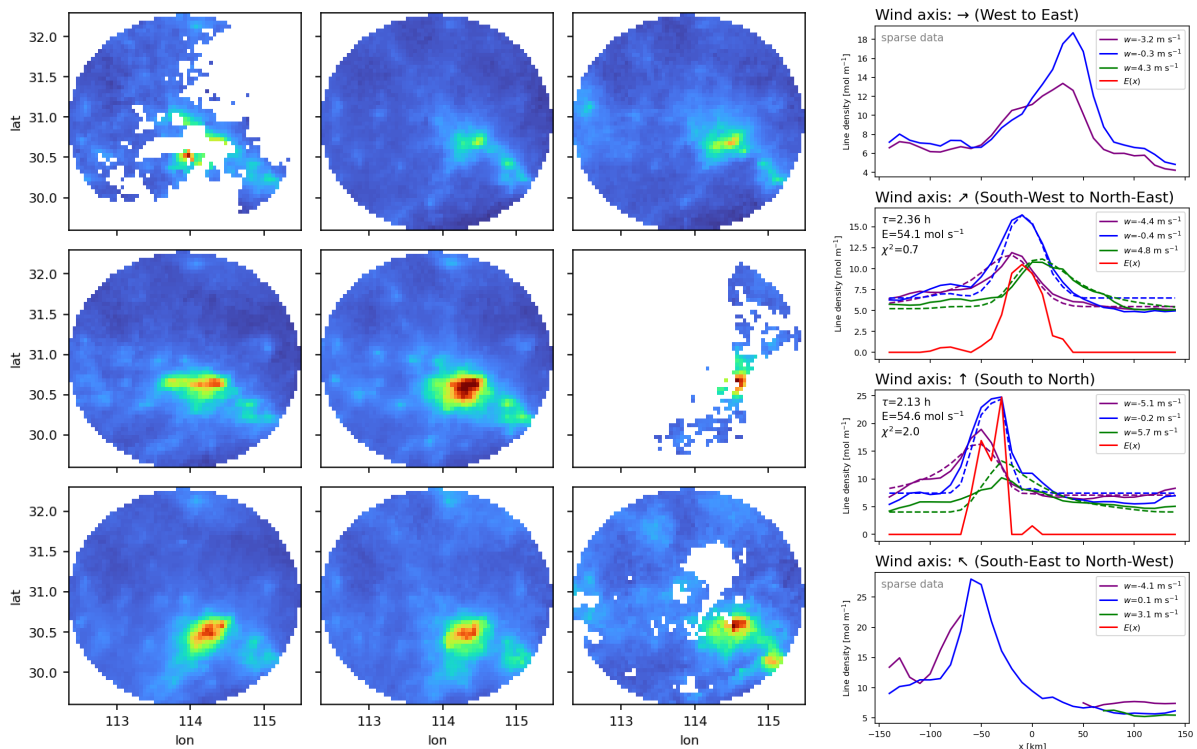 32.0
31.5
31.0
30.5
30.0
lat
32.0
31.5
31.0
30.5
30.0
lat
32.0
31.5
31.0
30.5
30.0
lat
113 114 115
lon
113 114 115
lon
113 114 115
lon
Wind axis: → (West to East)
sparse data
w=-3.2 m s⁻¹
w=-0.3 m s⁻¹
w=4.3 m s⁻¹
E(x)
Line density [mol m⁻¹]
18
16
14
12
10
8
6
4
Wind axis: ↗ (South-West to North-East)
τ=2.36 h
E=54.1 mol s⁻¹
χ²=0.7
w=-4.4 m s⁻¹
w=-0.4 m s⁻¹
w=4.8 m s⁻¹
E(x)
Line density [mol m⁻¹]
15.0
12.5
10.0
7.5
5.0
2.5
0.0
Wind axis: ↑ (South to North)
τ=2.13 h
E=54.6 mol s⁻¹
χ²=2.0
w=-5.1 m s⁻¹
w=-0.2 m s⁻¹
w=5.7 m s⁻¹
E(x)
Line density [mol m⁻¹]
25
20
15
10
5
0
Wind axis: ↖ (South-East to North-West)
sparse data
w=-4.1 m s⁻¹
w=0.1 m s⁻¹
w=3.1 m s⁻¹
E(x)
Line density [mol m⁻¹]
25
20
15
10
5
−150 −100 −50 0 50 100 150
x [km]